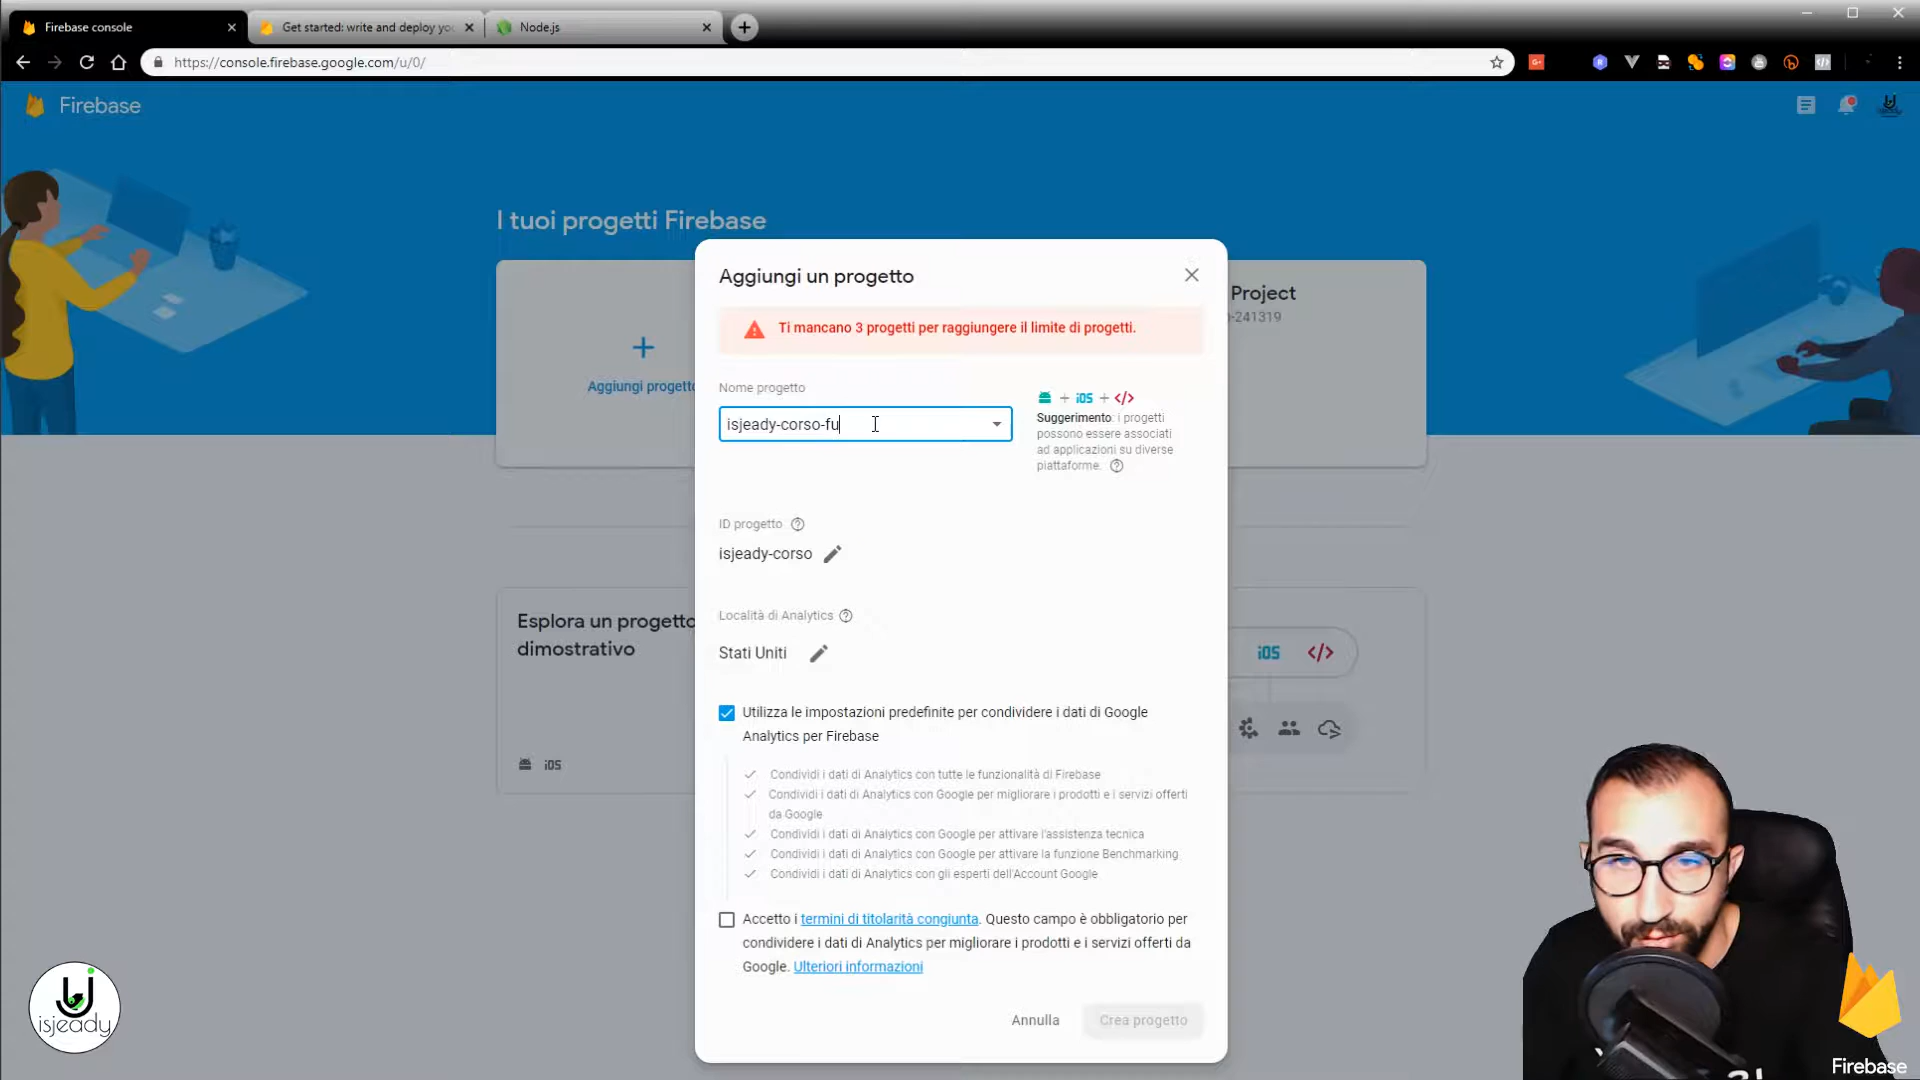 Firebase console
Get started: write and deploy yo
Node.js
https://console.firebase.google.com/u/0/
Firebase
I tuoi progetti Firebase
Aggiungi progetto
Project
-241319
Aggiungi un progetto
Ti mancano 3 progetti per raggiungere il limite di progetti.
Nome progetto
isjeady-corso-fu
+ iOS + </>
Suggerimento: i progetti
possono essere associati
ad applicazioni su diverse
piattaforme.
ID progetto
isjeady-corso
Località di Analytics
Stati Uniti
Utilizza le impostazioni predefinite per condividere i dati di Google
Analytics per Firebase
Condividi i dati di Analytics con tutte le funzionalità di Firebase
Condividi i dati di Analytics con Google per migliorare i prodotti e i servizi offerti
da Google
Condividi i dati di Analytics con Google per attivare l'assistenza tecnica
Condividi i dati di Analytics con Google per attivare la funzione Benchmarking
Condividi i dati di Analytics con gli esperti dell'Account Google
Accetto i termini di titolarità congiunta. Questo campo è obbligatorio per
condividere i dati di Analytics per migliorare i prodotti e i servizi offerti da
Google. Ulteriori informazioni
Annulla
Crea progetto
Esplora un progetto
dimostrativo
iOS
iOS </>
isjeady
Firebase